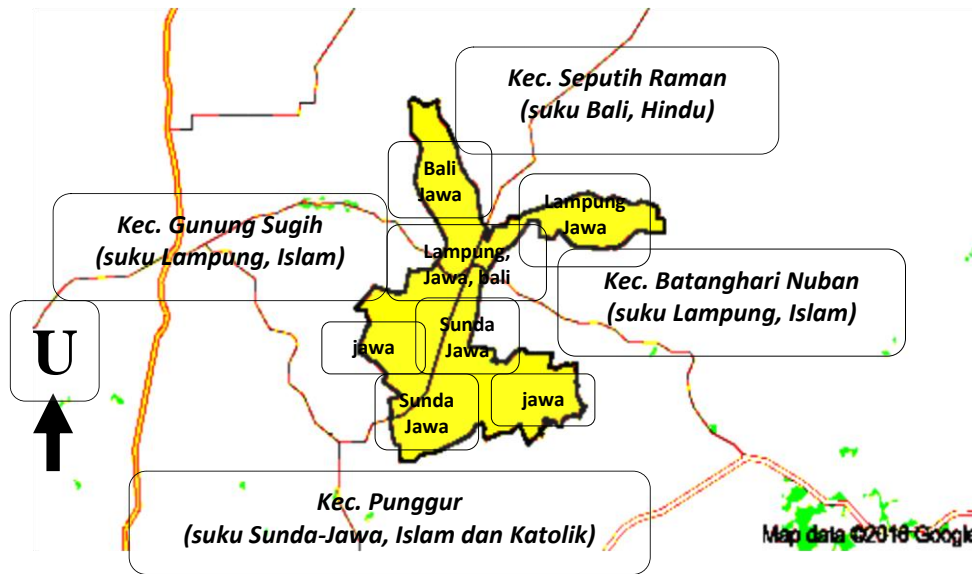 Kec. Seputih Raman
(suku Bali, Hindu)
Bali
Jawa
Lampung
Jawa
Kec. Gunung Sugih
(suku Lampung, Islam)
Lampung,
Jawa, bali
Kec. Batanghari Nuban
(suku Lampung, Islam)
U
Sunda
Jawa
jawa
Sunda
Jawa
jawa
Kec. Punggur
(suku Sunda-Jawa, Islam dan Katolik)
Map data ©2016 Google